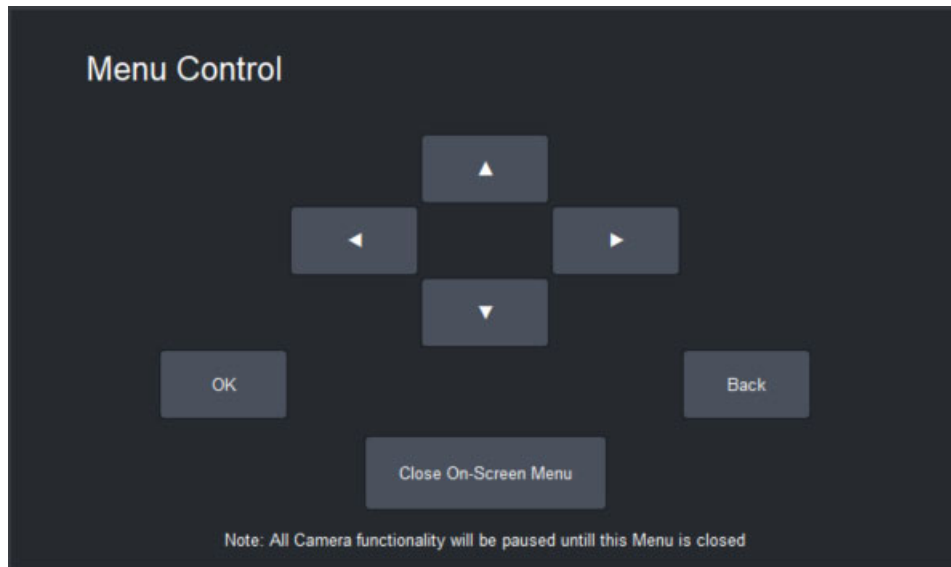 Menu Control
▲
◄ ►
▼
OK Back
Close On-Screen Menu
Note: All Camera functionality will be paused untill this Menu is closed